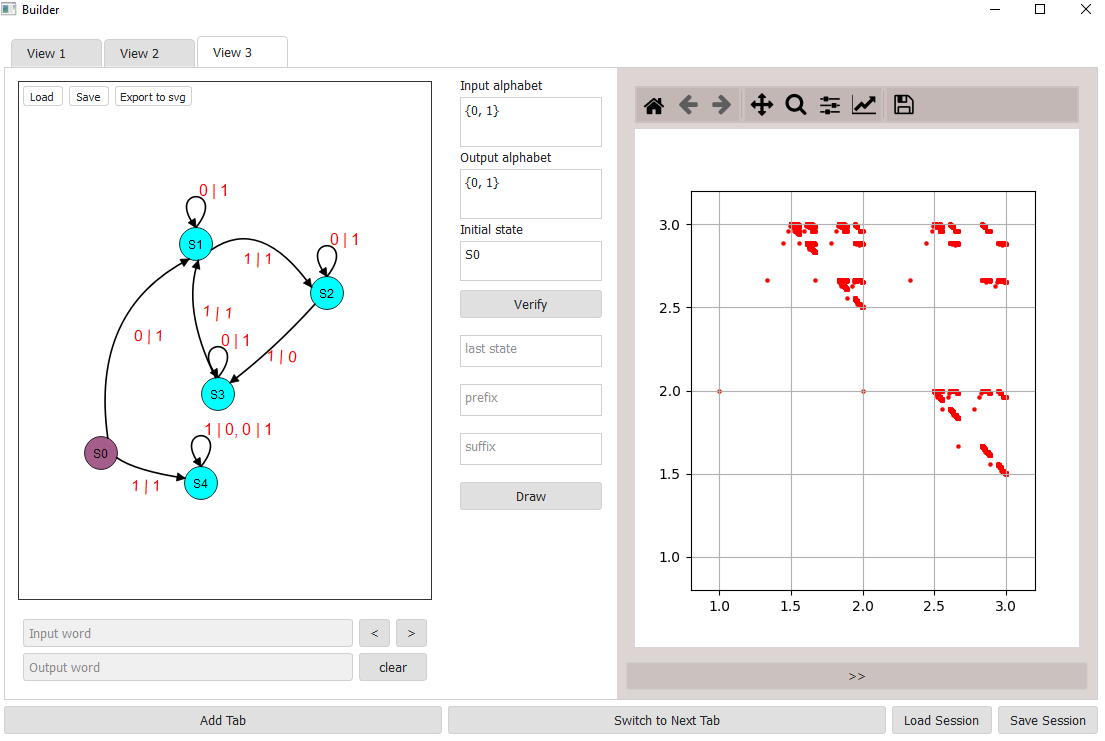 Builder
View 1
View 2
View 3
Load
Save
Export to svg
0 | 1
S1
1 | 1
0 | 1
S2
1 | 1
0 | 1
0 | 1
1 | 0
S3
1 | 0, 0 | 1
S0
1 | 1
S4
Input word
<
>
Output word
clear
Input alphabet
{0, 1}
Output alphabet
{0, 1}
Initial state
S0
Verify
last state
prefix
suffix
Draw
3.0
2.5
2.0
1.5
1.0
1.0
1.5
2.0
2.5
3.0
>>
Add Tab
Switch to Next Tab
Load Session
Save Session